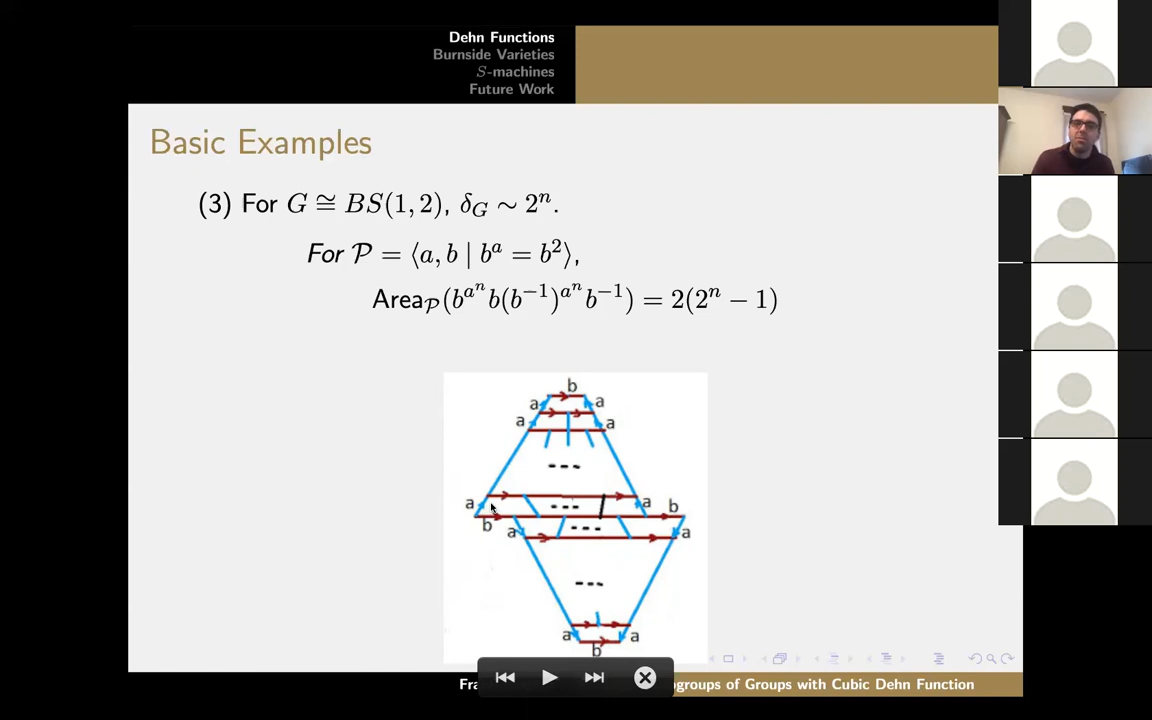 Dehn Functions
Burnside Varieties
S-machines
Future Work
Basic Examples
(3) For G ≅ BS(1, 2), δ_G ∼ 2^n.
For 𝒫 = ⟨a, b | b^a = b^2⟩,
Area_𝒫(b^{a^n} b(b^{-1})^{a^n} b^{-1}) = 2(2^n − 1)
b
a a
a a
a a b
b a a
a a
b
Fra
groups of Groups with Cubic Dehn Function